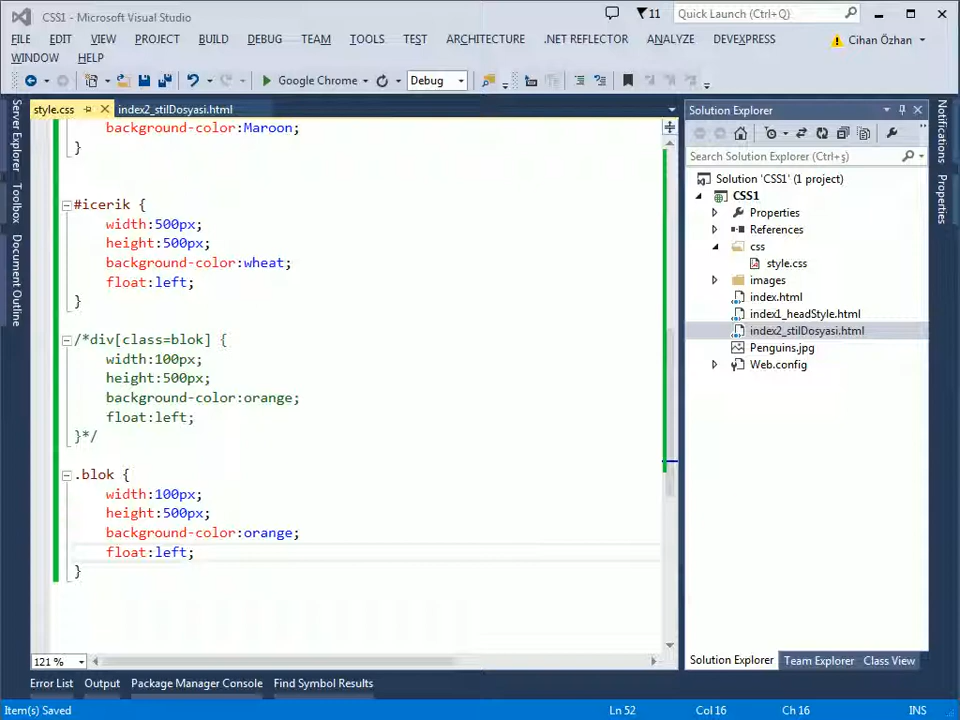 CSS1 - Microsoft Visual Studio
11
Quick Launch (Ctrl+Q)
FILE EDIT VIEW PROJECT BUILD DEBUG TEAM TOOLS TEST ARCHITECTURE .NET REFLECTOR ANALYZE DEVEXPRESS
Cihan Özhan
WINDOW HELP
Google Chrome
Debug
Server Explorer
Toolbox
Document Outline
style.css
index2_stilDosyasi.html
background-color:Maroon;
}
#icerik {
width:500px;
height:500px;
background-color:wheat;
float:left;
}
/*div[class=blok] {
width:100px;
height:500px;
background-color:orange;
float:left;
}*/
.blok {
width:100px;
height:500px;
background-color:orange;
float:left;
}
121 %
Solution Explorer
Search Solution Explorer (Ctrl+ş)
Solution 'CSS1' (1 project)
CSS1
Properties
References
css
style.css
images
index.html
index1_headStyle.html
index2_stilDosyasi.html
Penguins.jpg
Web.config
Solution Explorer Team Explorer Class View
Notifications
Properties
Error List Output Package Manager Console Find Symbol Results
Item(s) Saved
Ln 52 Col 16 Ch 16 INS